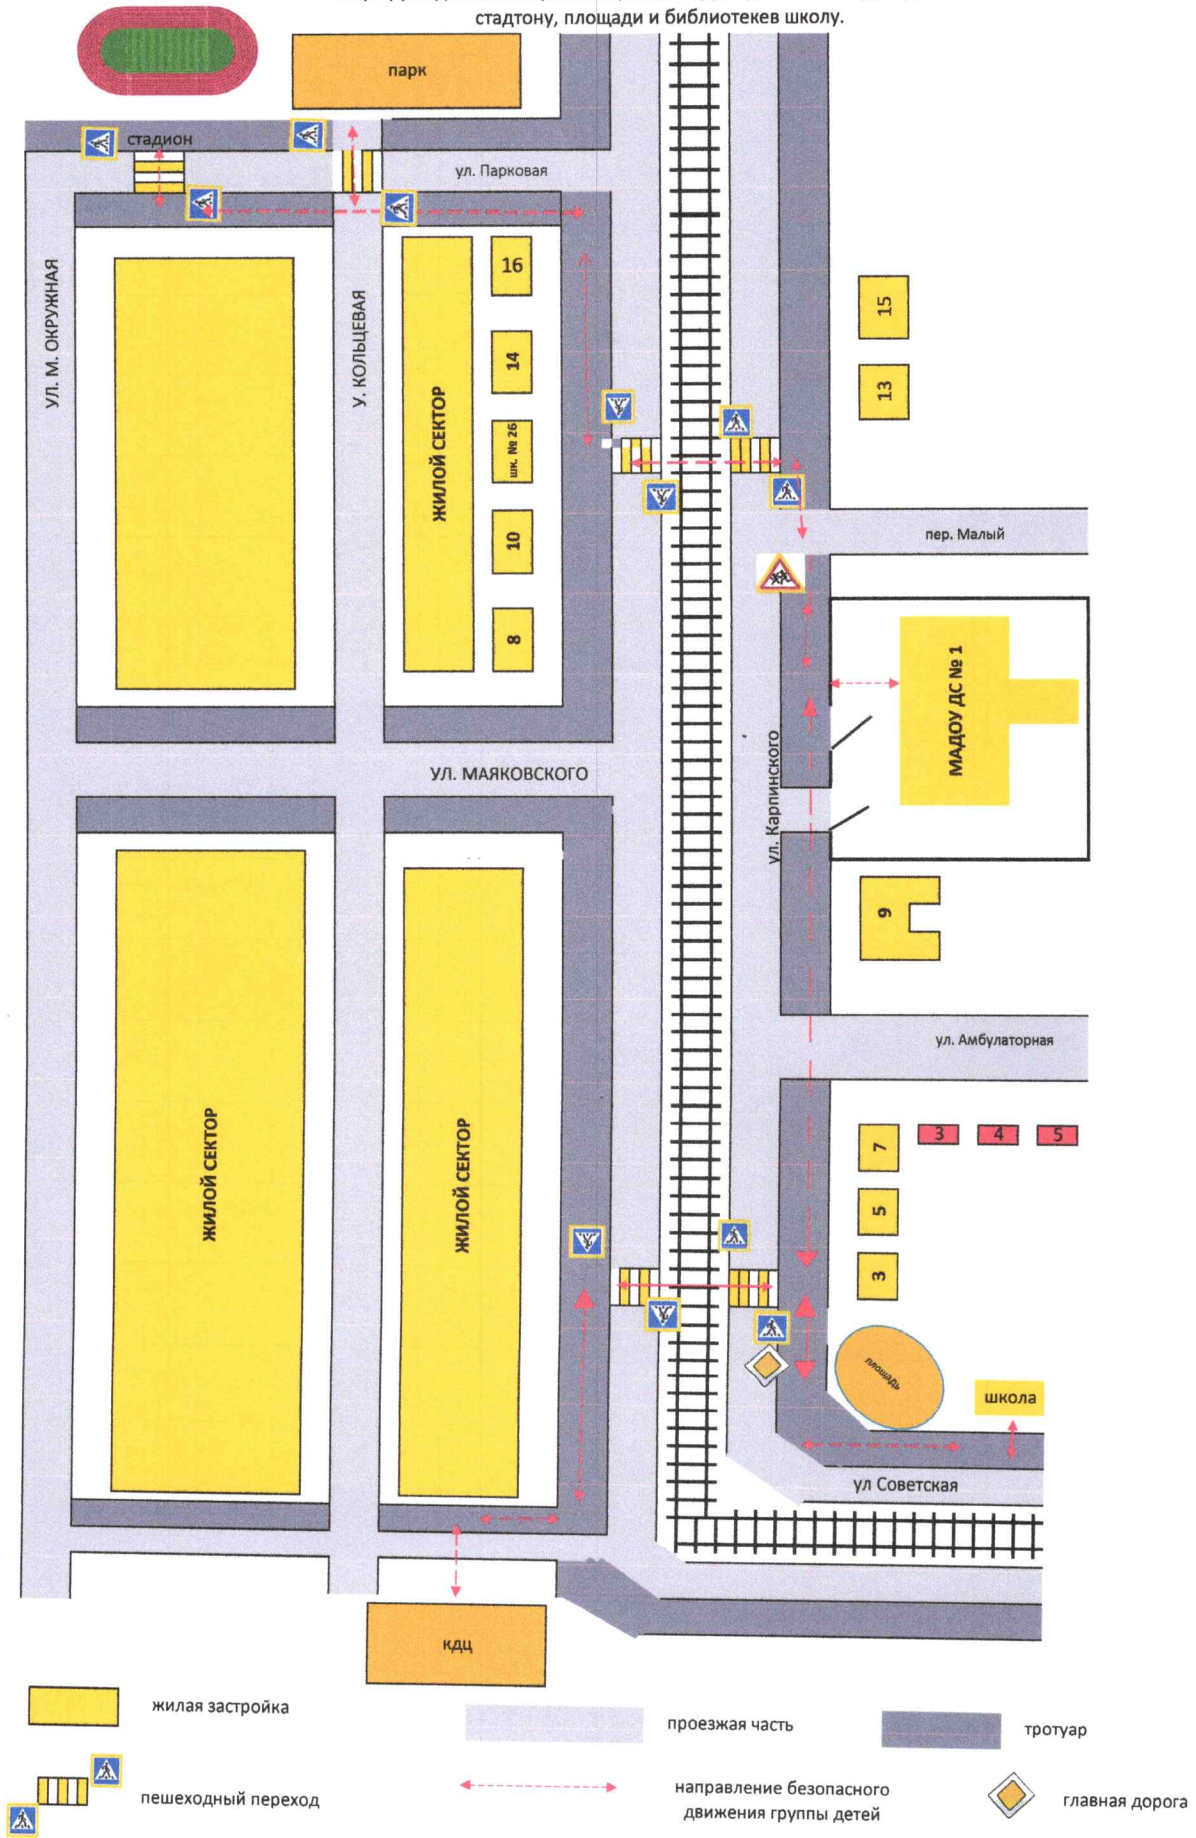 стадтону, площади и библиотекев школу.
парк
стадион
ул. Парковая
УЛ. М. ОКРУЖНАЯ
У. КОЛЬЦЕВАЯ
ЖИЛОЙ СЕКТОР
16
14
шк. № 26
10
8
15
13
пер. Малый
МАДОУ ДС № 1
УЛ. МАЯКОВСКОГО
ул. Карпинского
9
ул. Амбулаторная
ЖИЛОЙ СЕКТОР
ЖИЛОЙ СЕКТОР
7
3
4
5
5
3
площадь
школа
ул Советская
кдц
жилая застройка
проезжая часть
тротуар
пешеходный переход
направление безопасного
движения группы детей
главная дорога